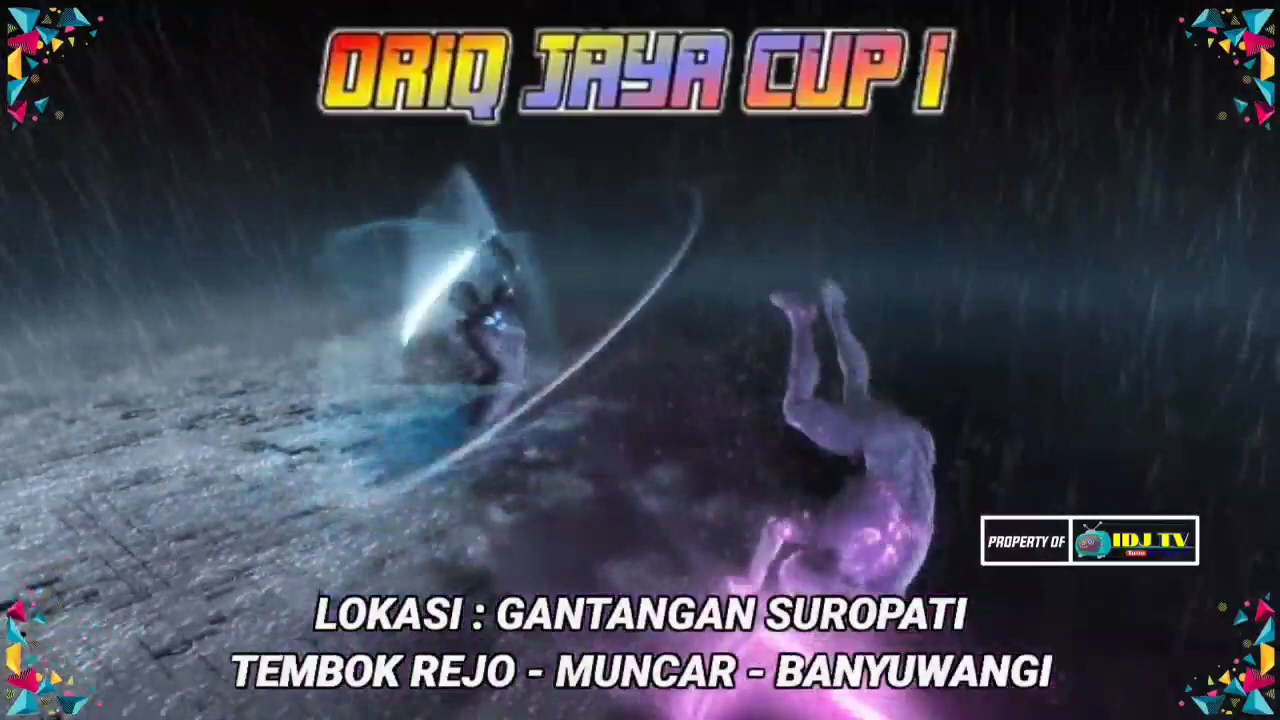 ORIQ JAYA CUP I
PROPERTY OF
IDJ TV
LOKASI : GANTANGAN SUROPATI
TEMBOK REJO - MUNCAR - BANYUWANGI